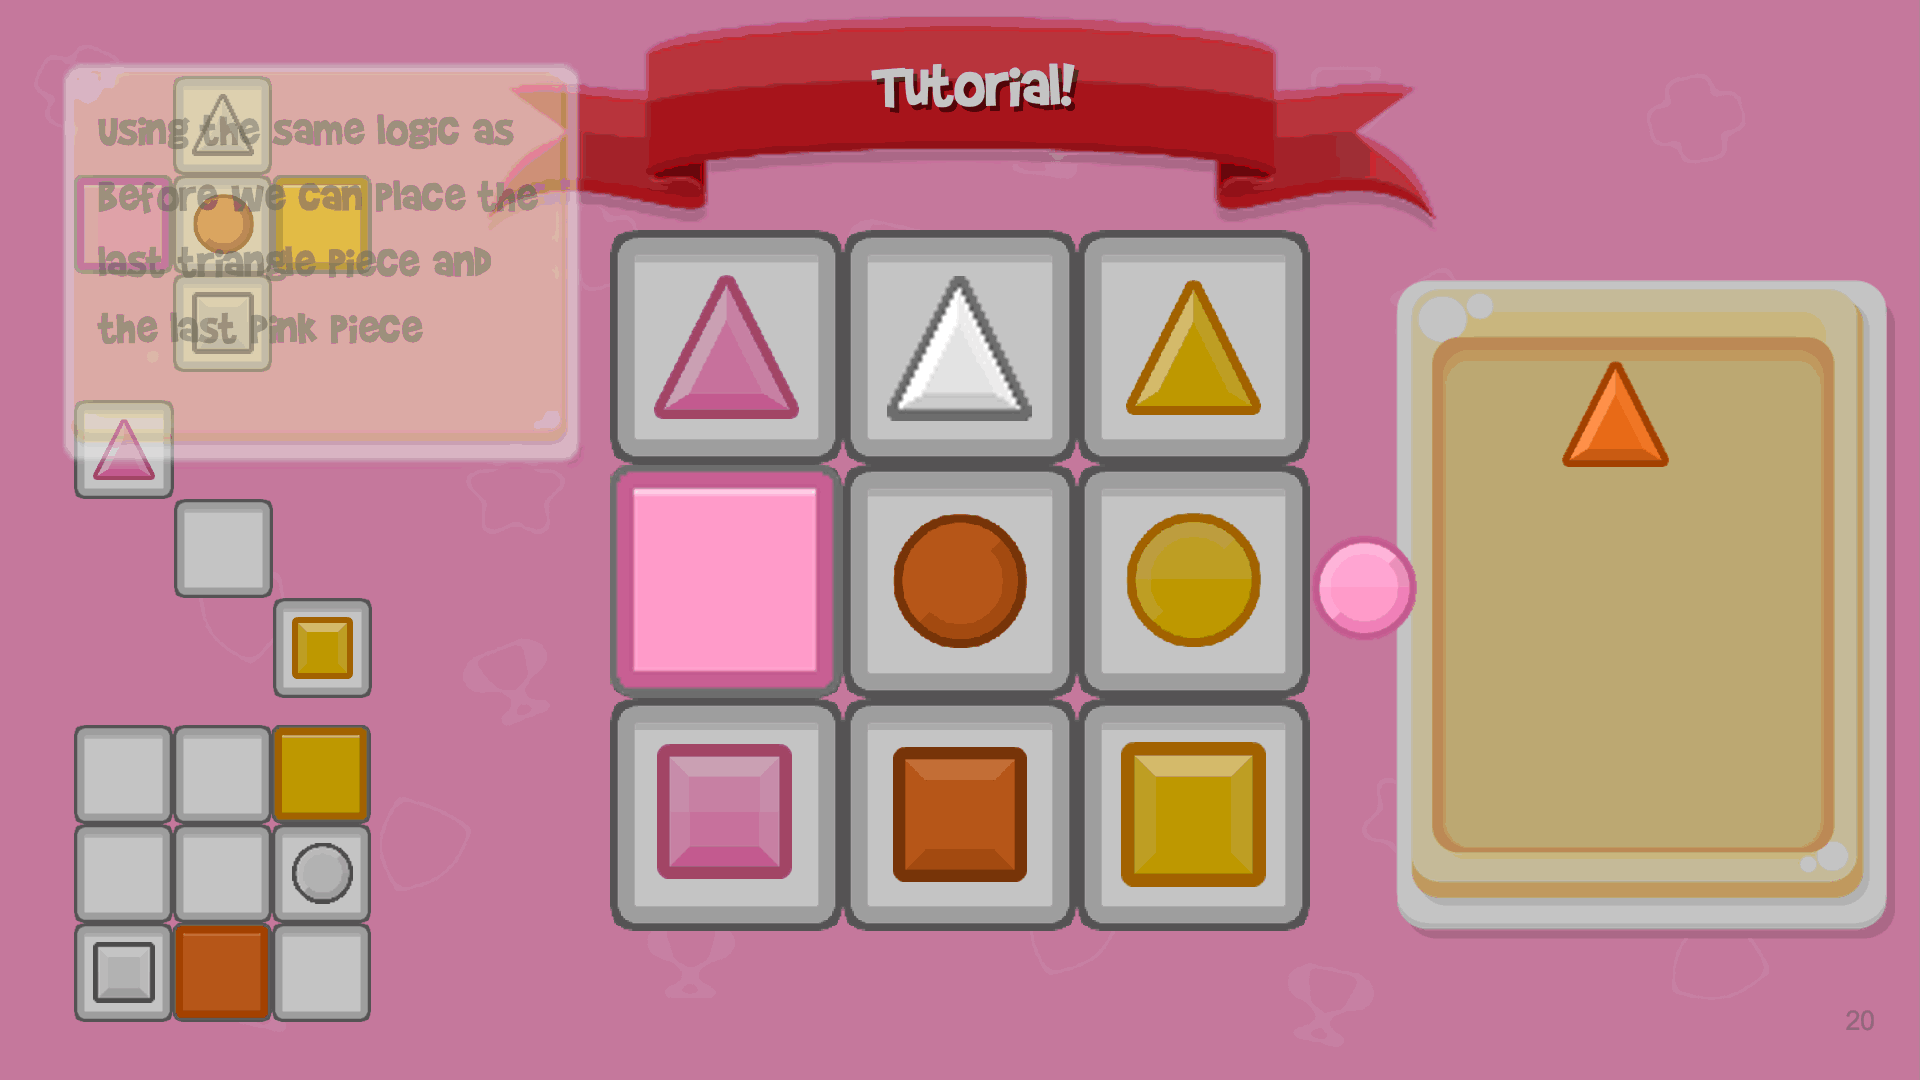 Tutorial!
Using the same logic as
Before we can Place the
last triangle Piece and
the last Pink Piece
20